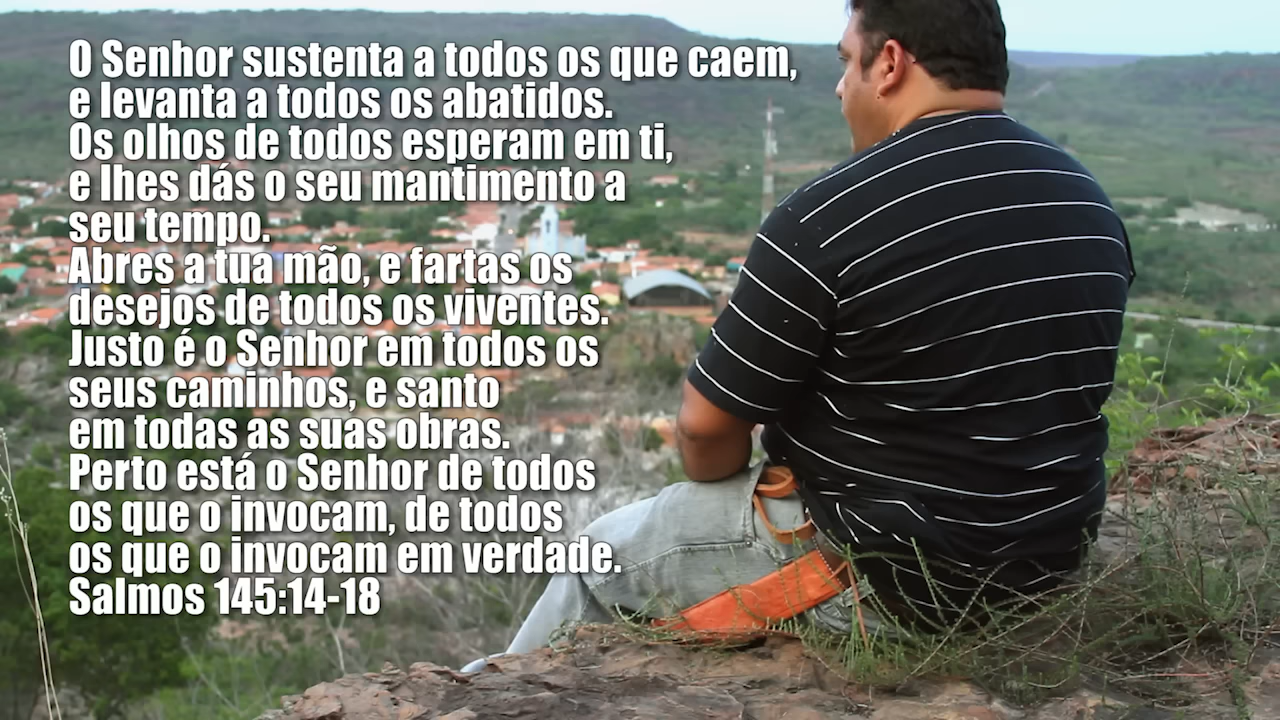 O Senhor sustenta a todos os que caem,
e levanta a todos os abatidos.
Os olhos de todos esperam em ti,
e lhes dás o seu mantimento a
seu tempo.
Abres a tua mão, e fartas os
desejos de todos os viventes.
Justo é o Senhor em todos os
seus caminhos, e santo
em todas as suas obras.
Perto está o Senhor de todos
os que o invocam, de todos
os que o invocam em verdade.
Salmos 145:14-18